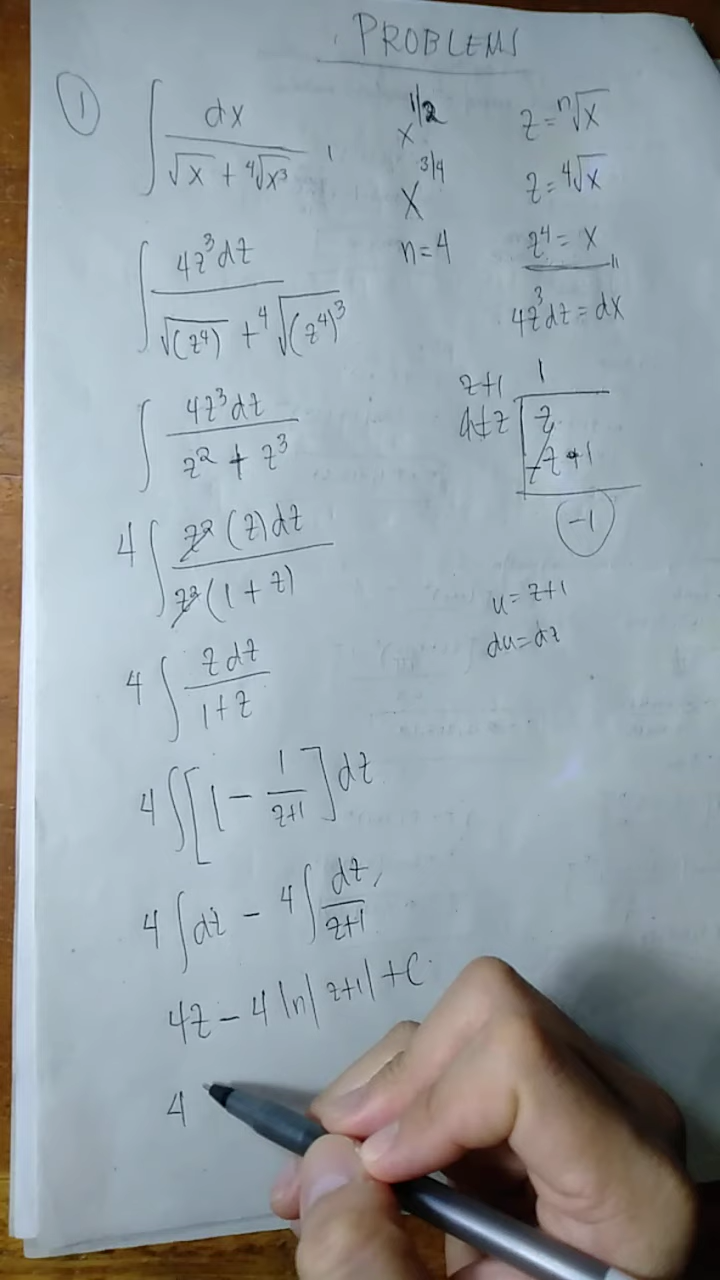 PROBLEMS
① ∫ dx / (√x + ⁴√x³)
x^1/2
x^3/4
n=4
z = ⁿ√x
z = ⁴√x
z⁴ = x
4z³dz = dx
∫ 4z³dz / (√(z⁴) + ⁴√(z⁴)³)
∫ 4z³dz / (z² + z³)
z+1
1
z
-z+1
-1
4 ∫ z²(z)dz / z²(1+z)
u = z+1
du = dz
4 ∫ zdz / (1+z)
4 ∫ [1 - 1/(z+1)] dz
4 ∫ dz - 4 ∫ dz/(z+1)
4z - 4 ln|z+1| + C
4